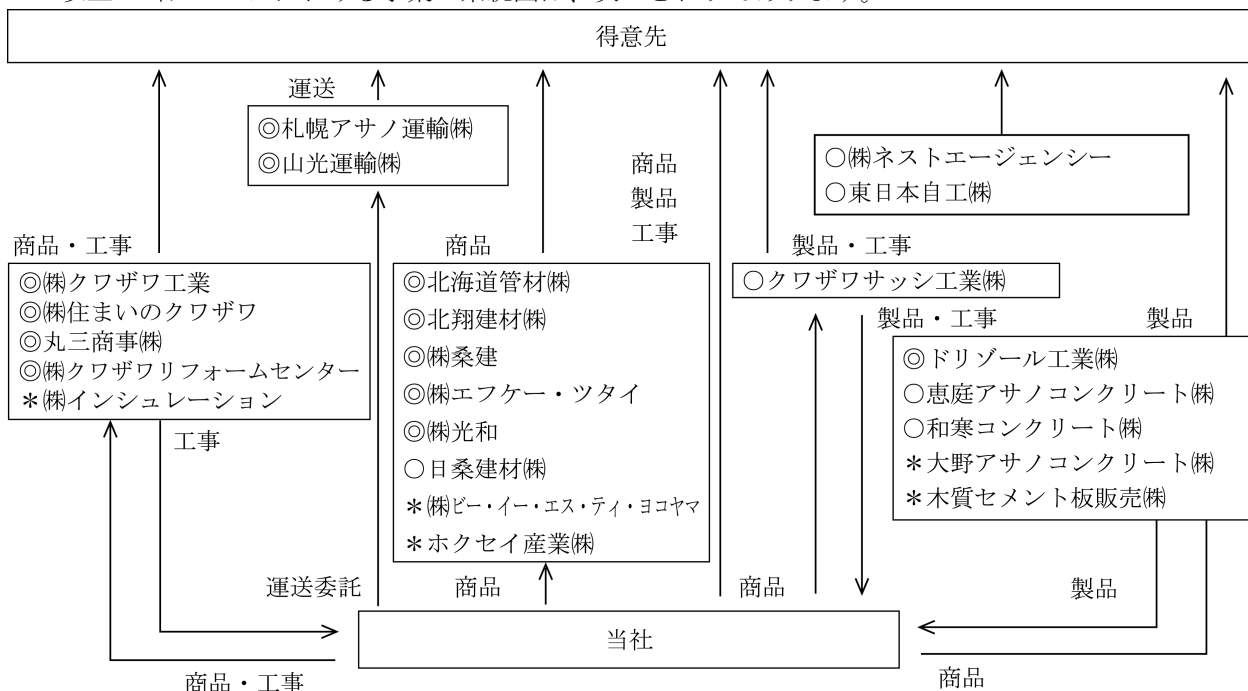 得意先
運送
◎札幌アサノ運輸㈱
◎山光運輸㈱
商品
製品
工事
○㈱ネストエージェンシー
○東日本自工㈱
商品・工事
◎㈱クワザワ工業
◎㈱住まいのクワザワ
◎丸三商事㈱
◎㈱クワザワリフォームセンター
＊㈱インシュレーション
商品
◎北海道管材㈱
◎北翔建材㈱
◎㈱桑建
◎㈱エフケー・ツタイ
◎㈱光和
○日桑建材㈱
＊㈱ビー・イー・エス・ティ・ヨコヤマ
＊ホクセイ産業㈱
製品・工事
○クワザワサッシ工業㈱
製品・工事
製品
◎ドリゾール工業㈱
○恵庭アサノコンクリート㈱
○和寒コンクリート㈱
＊大野アサノコンクリート㈱
＊木質セメント板販売㈱
工事
運送委託
商品
商品
製品
当社
商品・工事
商品